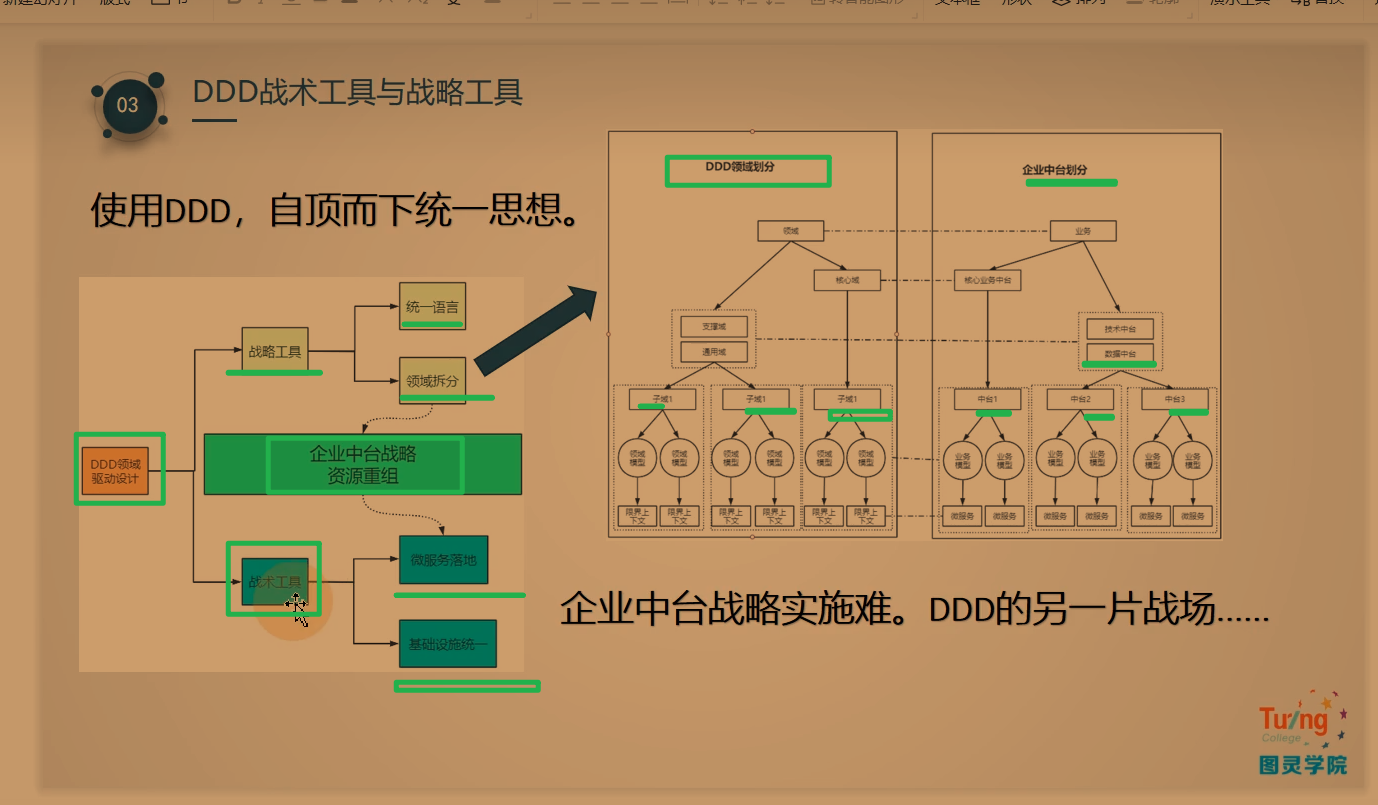 03
DDD战术工具与战略工具
使用DDD，自顶而下统一思想。
统一语言
战略工具
领域拆分
企业中台战略
资源重组
DDD领域
驱动设计
战术工具
微服务落地
基础设施统一
DDD领域划分
领域
核心域
支撑域
通用域
子域1
子域1
子域1
领域
模型
领域
模型
领域
模型
领域
模型
领域
模型
领域
模型
限界上
下文
限界上
下文
限界上
下文
限界上
下文
限界上
下文
限界上
下文
企业中台划分
业务
核心业务中台
技术中台
数据中台
中台1
中台2
中台3
业务
模型
业务
模型
业务
模型
业务
模型
业务
模型
业务
模型
微服务
微服务
微服务
微服务
微服务
微服务
企业中台战略实施难。DDD的另一片战场......
Turing
College
图灵学院